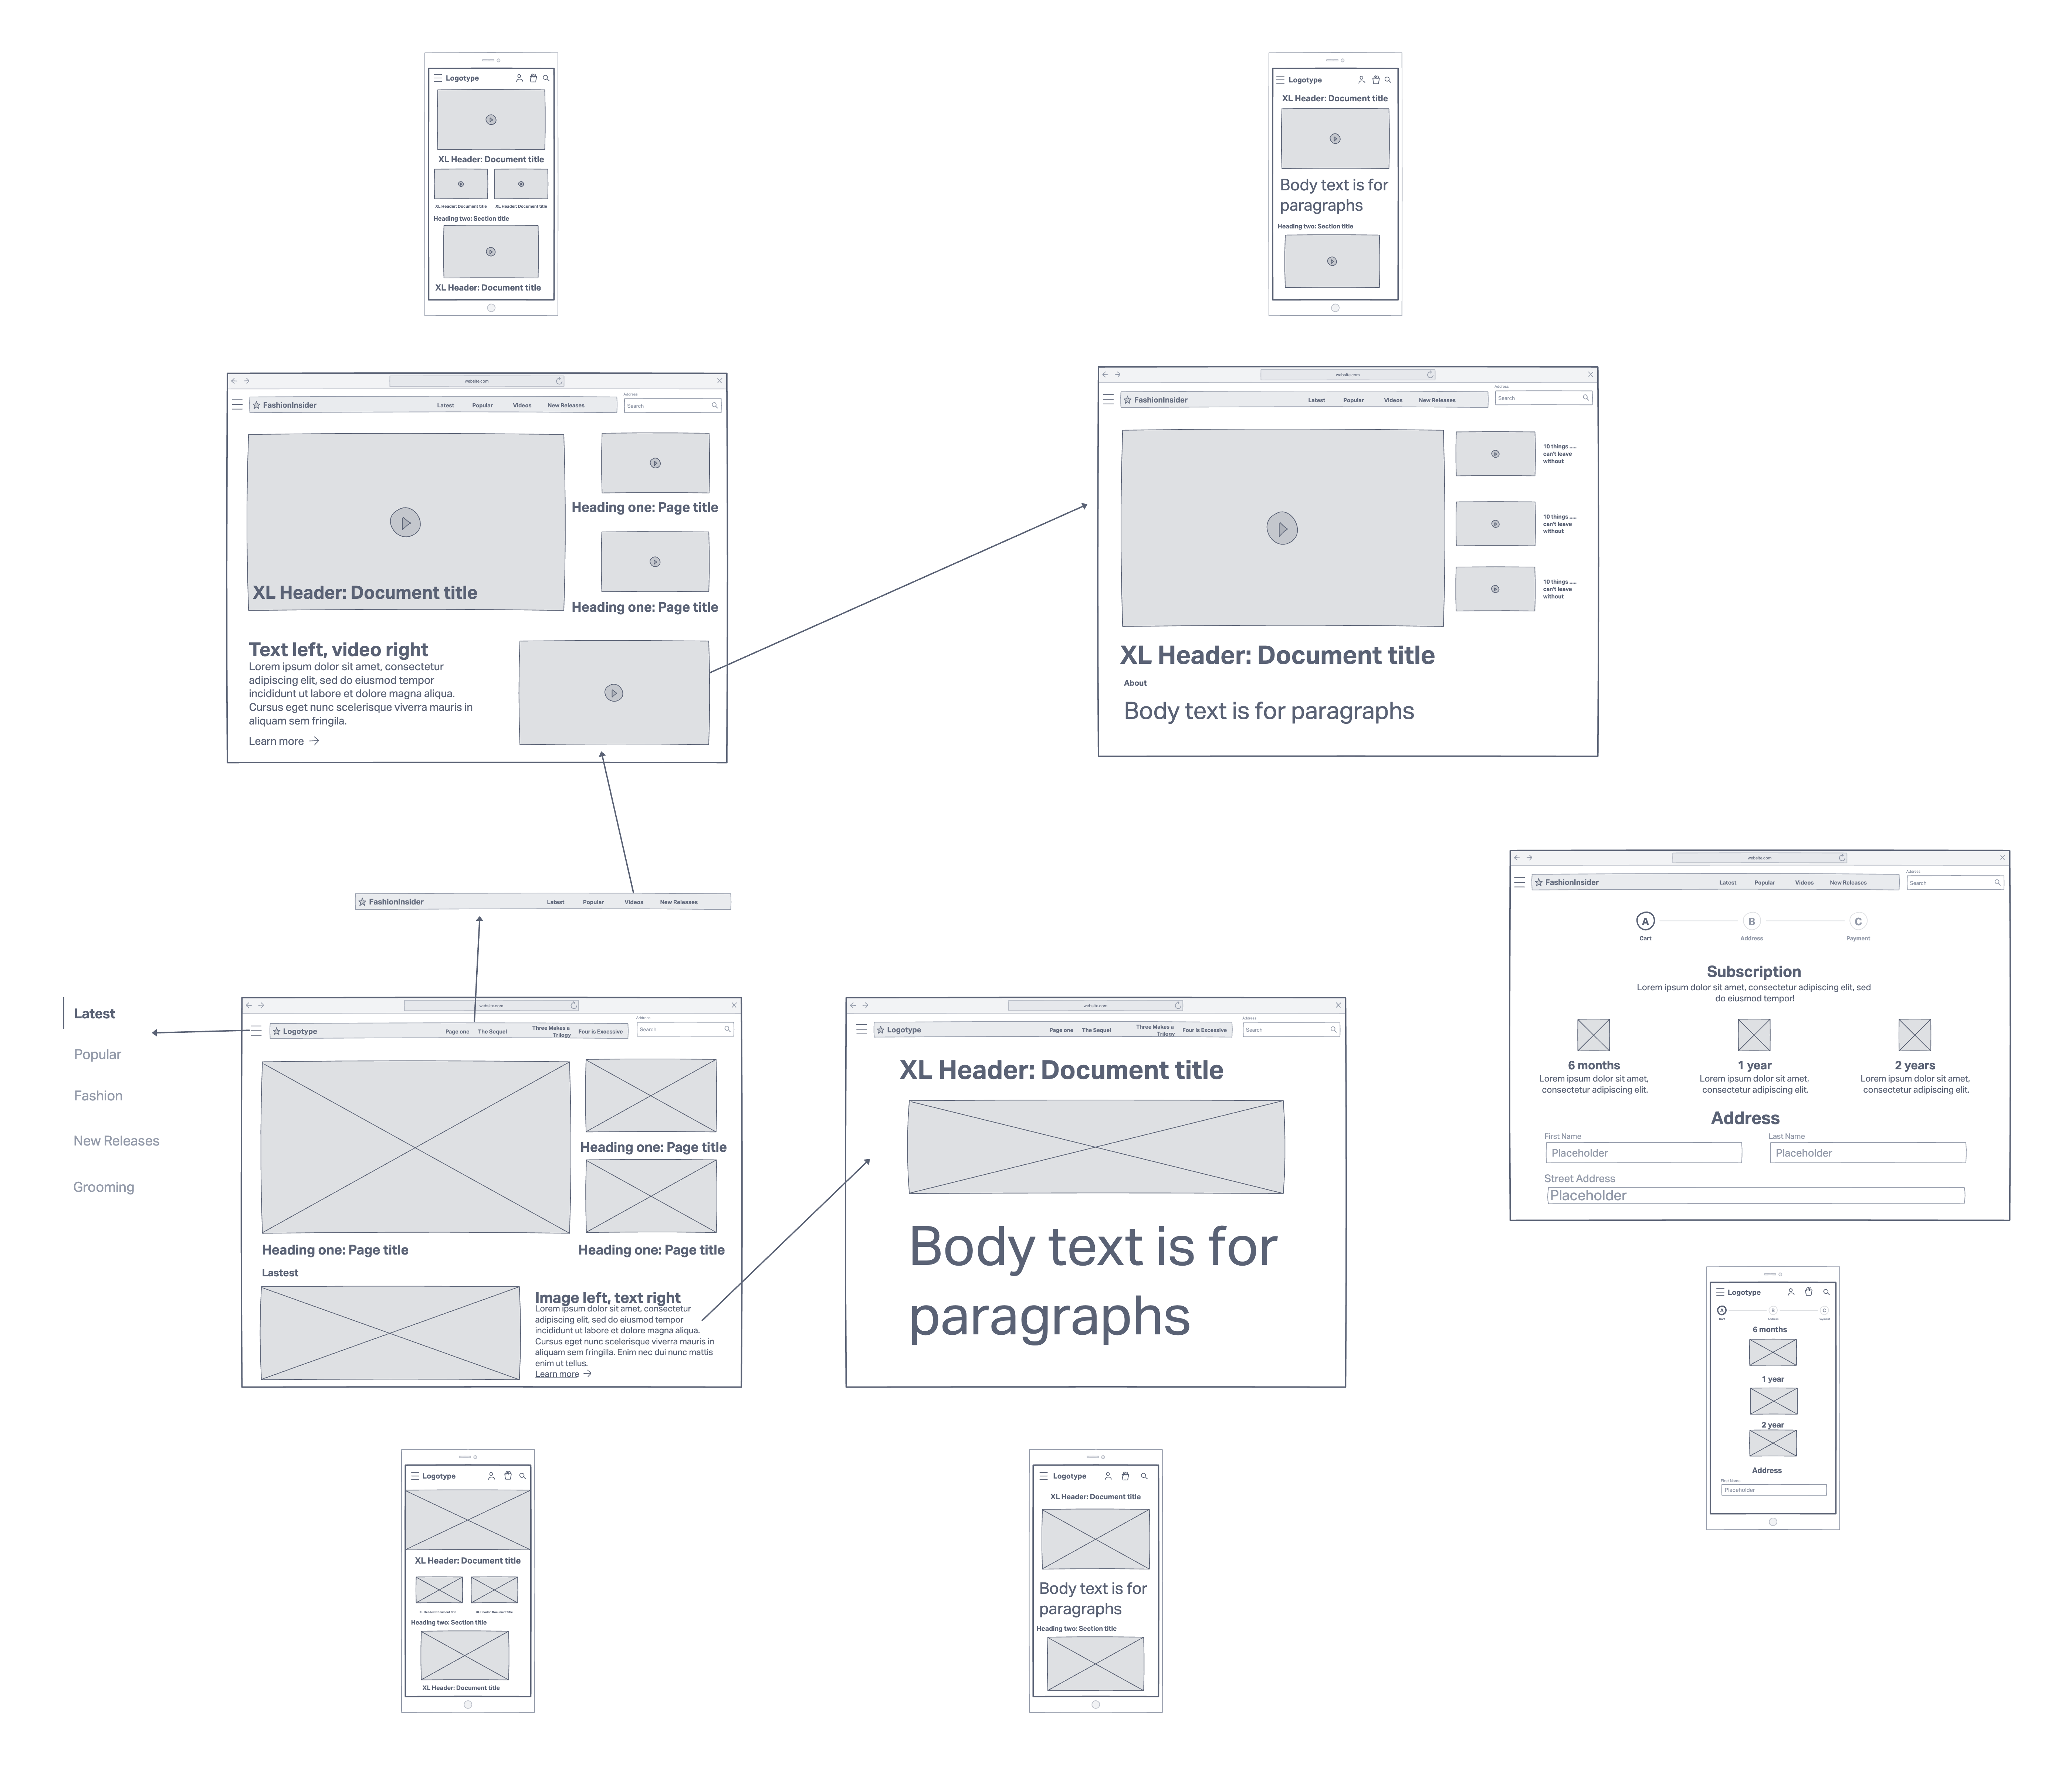 Logotype
XL Header: Document title
XL Header: Document title
XL Header: Document title
Heading two: Section title
XL Header: Document title
Logotype
XL Header: Document title
Body text is for
paragraphs
Heading two: Section title
website.com
Address
FashionInsider
Latest
Popular
Videos
New Releases
Search
XL Header: Document title
Heading one: Page title
Heading one: Page title
Text left, video right
Lorem ipsum dolor sit amet, consectetur
adipiscing elit, sed do eiusmod tempor
incididunt ut labore et dolore magna aliqua.
Cursus eget nunc scelerisque viverra mauris in
aliquam sem fringila.
Learn more
website.com
Address
FashionInsider
Latest
Popular
Videos
New Releases
Search
10 things .....
can't leave
without
10 things .....
can't leave
without
10 things .....
can't leave
without
XL Header: Document title
About
Body text is for paragraphs
FashionInsider
Latest
Popular
Videos
New Releases
Latest
Popular
Fashion
New Releases
Grooming
website.com
Address
Logotype
Page one
The Sequel
Three Makes a
Trilogy
Four is Excessive
Search
Heading one: Page title
Heading one: Page title
Heading one: Page title
Lastest
Image left, text right
Lorem ipsum dolor sit amet, consectetur
adipiscing elit, sed do eiusmod tempor
incididunt ut labore et dolore magna aliqua.
Cursus eget nunc scelerisque viverra mauris in
aliquam sem fringilla. Enim nec dui nunc mattis
enim ut tellus.
Learn more
website.com
Address
Logotype
Page one
The Sequel
Three Makes a
Trilogy
Four is Excessive
Search
XL Header: Document title
Body text is for
paragraphs
website.com
Address
FashionInsider
Latest
Popular
Videos
New Releases
Search
A
B
C
Cart
Address
Payment
Subscription
Lorem ipsum dolor sit amet, consectetur adipiscing elit, sed
do eiusmod tempor!
6 months
Lorem ipsum dolor sit amet,
consectetur adipiscing elit.
1 year
Lorem ipsum dolor sit amet,
consectetur adipiscing elit.
2 years
Lorem ipsum dolor sit amet,
consectetur adipiscing elit.
Address
First Name
Placeholder
Last Name
Placeholder
Street Address
Placeholder
Logotype
A
B
C
Cart
Address
Payment
6 months
1 year
2 year
Address
First Name
Placeholder
Logotype
XL Header: Document title
XL Header: Document title
XL Header: Document title
Heading two: Section title
XL Header: Document title
Logotype
XL Header: Document title
Body text is for
paragraphs
Heading two: Section title